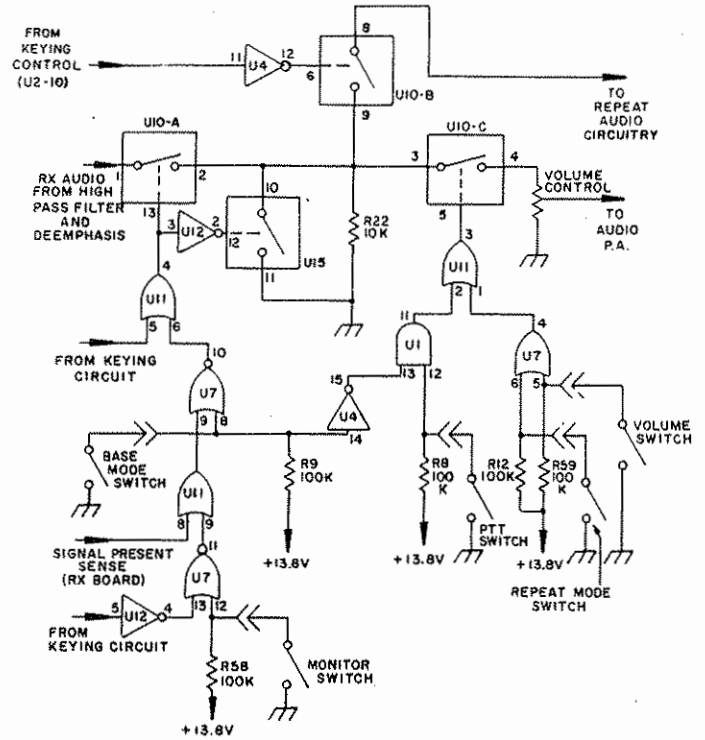 FROM
KEYING
CONTROL
(U2-10)
11
U4
12
6
8
9
U10-B
TO
REPEAT
AUDIO
CIRCUITRY
U10-A
1
2
13
RX AUDIO
FROM HIGH
PASS FILTER
AND
DEEMPHASIS
3
U12
2
12
10
11
U15
R22
10K
U10-C
3
4
5
VOLUME
CONTROL
TO
AUDIO P.A.
4
U11
5
6
FROM KEYING
CIRCUIT
3
U11
2
1
11
U1
13
12
4
U7
6
5
10
U7
9
8
15
U4
14
BASE
MODE
SWITCH
R9
100K
+13.8V
R8
100
K
+13.8V
PTT
SWITCH
R12
100K
R59
100
K
+13.8V
VOLUME
SWITCH
REPEAT MODE
SWITCH
U11
8
9
SIGNAL PRESENT
SENSE
(RX BOARD)
11
U7
13
12
5
U12
4
FROM
KEYING CIRCUIT
R58
100K
+13.8V
MONITOR
SWITCH